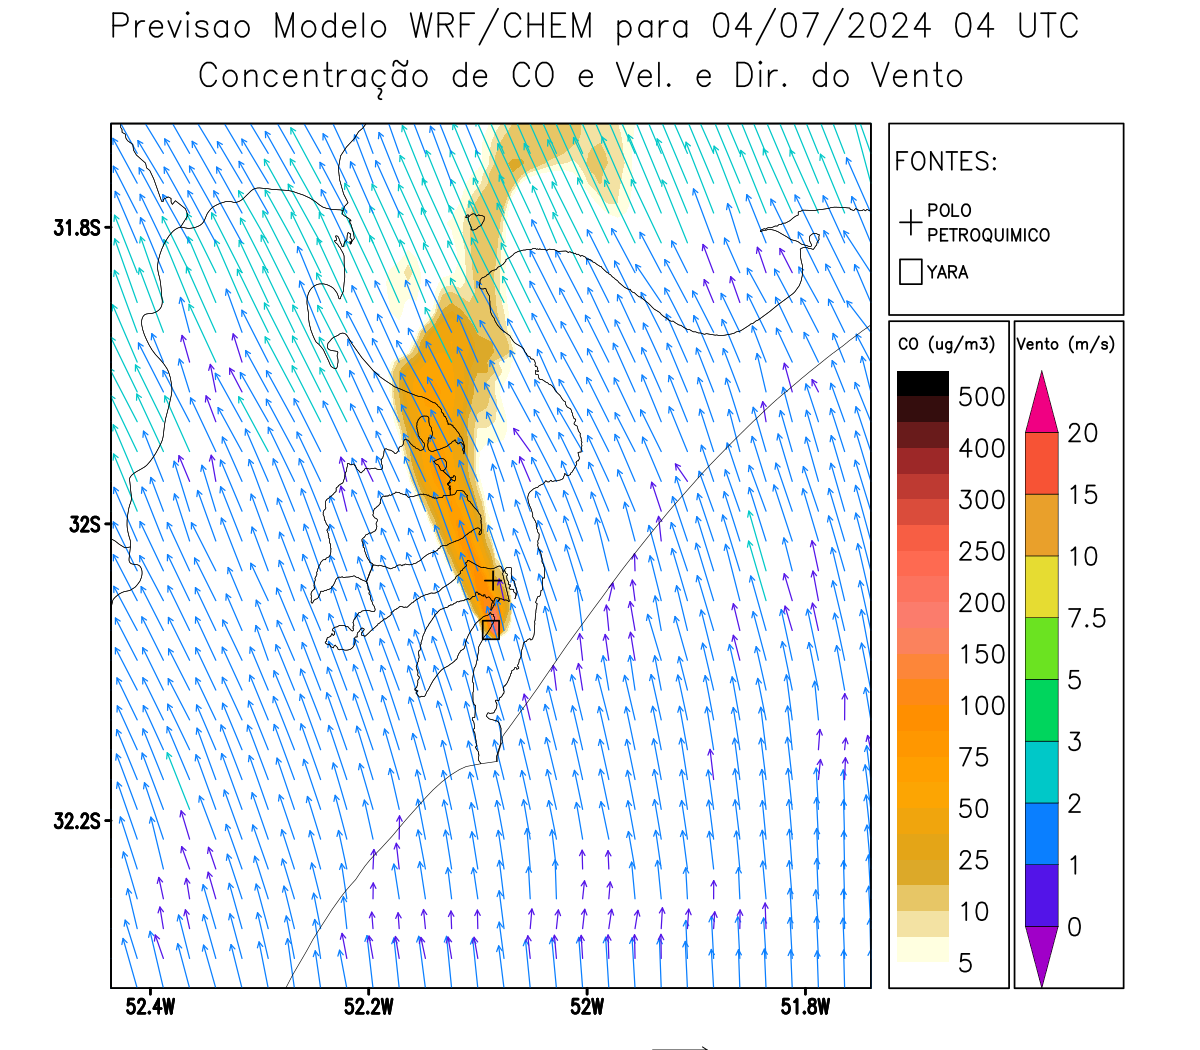 Previsao Modelo WRF/CHEM para 04/07/2024 04 UTC
Concentração de CO e Vel. e Dir. do Vento
FONTES:
POLO
PETROQUIMICO
YARA
CO (ug/m3)
500
400
300
250
200
150
100
75
50
25
10
5
Vento (m/s)
20
15
10
7.5
5
3
2
1
0
31.8S
32S
32.2S
52.4W
52.2W
52W
51.8W